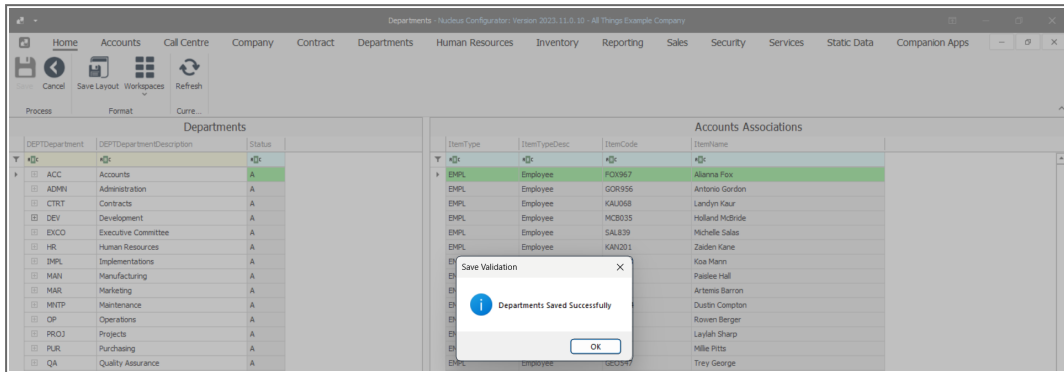 Departments - Nucleus Configurator: Version 2023.11.0.10 - All Things Example Company
Home Accounts Call Centre Company Contract Departments Human Resources Inventory Reporting Sales Security Services Static Data Companion Apps
Save Cancel Save Layout Workspaces Refresh
Process Format Curre...
Departments
DEPTDepartment DEPTDepartmentDescription Status
ACC Accounts A
ADMN Administration A
CTRT Contracts A
DEV Development A
EXCO Executive Committee A
HR Human Resources A
IMPL Implementations A
MAN Manufacturing A
MAR Marketing A
MNTP Maintenance A
OP Operations A
PROJ Projects A
PUR Purchasing A
QA Quality Assurance A
Accounts Associations
ItemType ItemTypeDesc ItemCode ItemName
EMPL Employee FOX967 Alianna Fox
EMPL Employee GOR956 Antonio Gordon
EMPL Employee KAU068 Landyn Kaur
EMPL Employee MCB035 Holland McBride
EMPL Employee SAL839 Michelle Salas
EMPL Employee KAN201 Zaiden Kane
Koa Mann
Paislee Hall
Artemis Barron
Dustin Compton
Rowen Berger
Laylah Sharp
Millie Pitts
EMPL Employee GEO547 Trey George
Save Validation
Departments Saved Successfully
OK